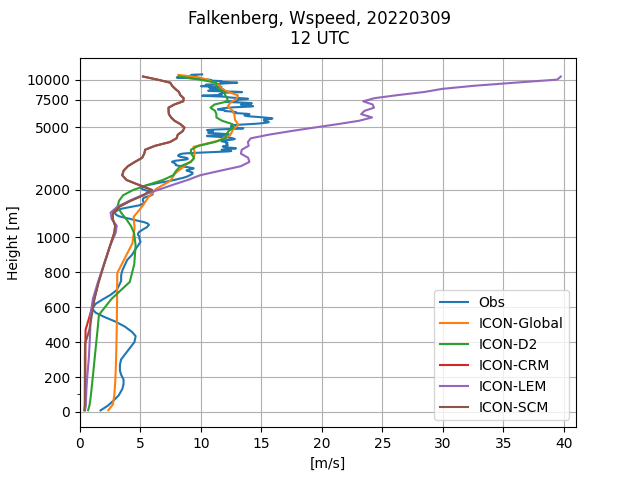 Falkenberg, Wspeed, 20220309
12 UTC
Height [m]
10000
7500
5000
2000
1000
800
600
400
200
0
0 5 10 15 20 25 30 35 40
[m/s]
Obs
ICON-Global
ICON-D2
ICON-CRM
ICON-LEM
ICON-SCM